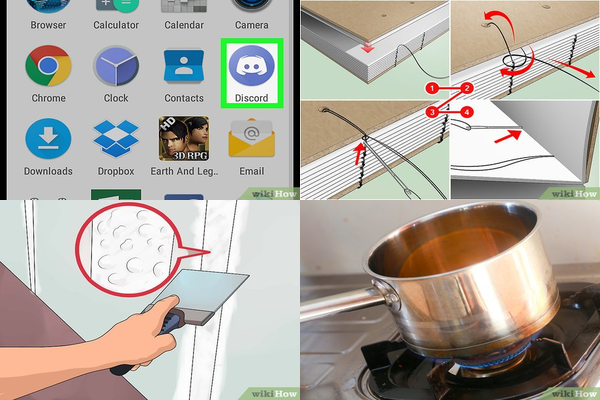 Browser
Calculator
Calendar
Camera
Chrome
Clock
Contacts
Discord
HD
3D RPG
Downloads
Dropbox
Earth And Leg..
Email
wikiHow
1
2
3
4
wikiHow
wikiHow
wikiHow